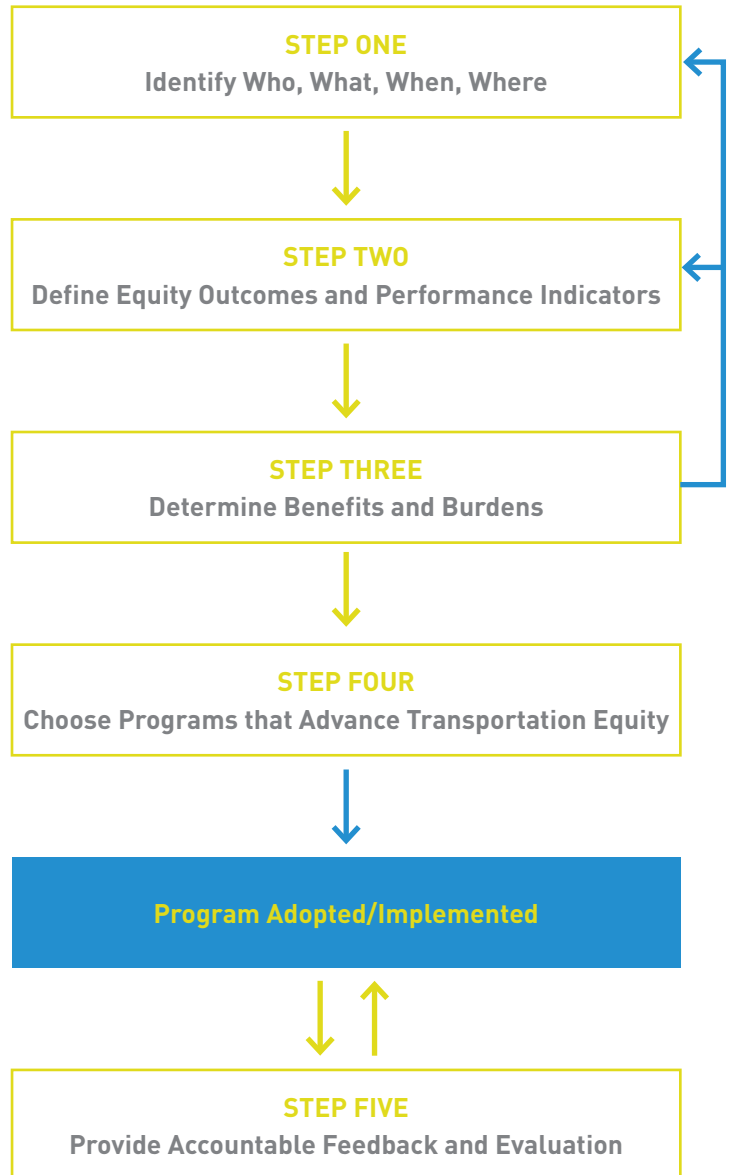 STEP ONE
Identify Who, What, When, Where
STEP TWO
Define Equity Outcomes and Performance Indicators
STEP THREE
Determine Benefits and Burdens
STEP FOUR
Choose Programs that Advance Transportation Equity
Program Adopted/Implemented
STEP FIVE
Provide Accountable Feedback and Evaluation